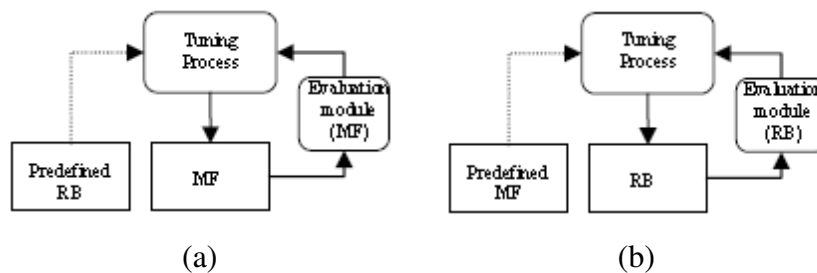 Tuning
Process
Evaluation
module
(MF)
Predefined
RB
MF
(a)
Tuning
Process
Evaluation
module
(RB)
Predefined
MF
RB
(b)